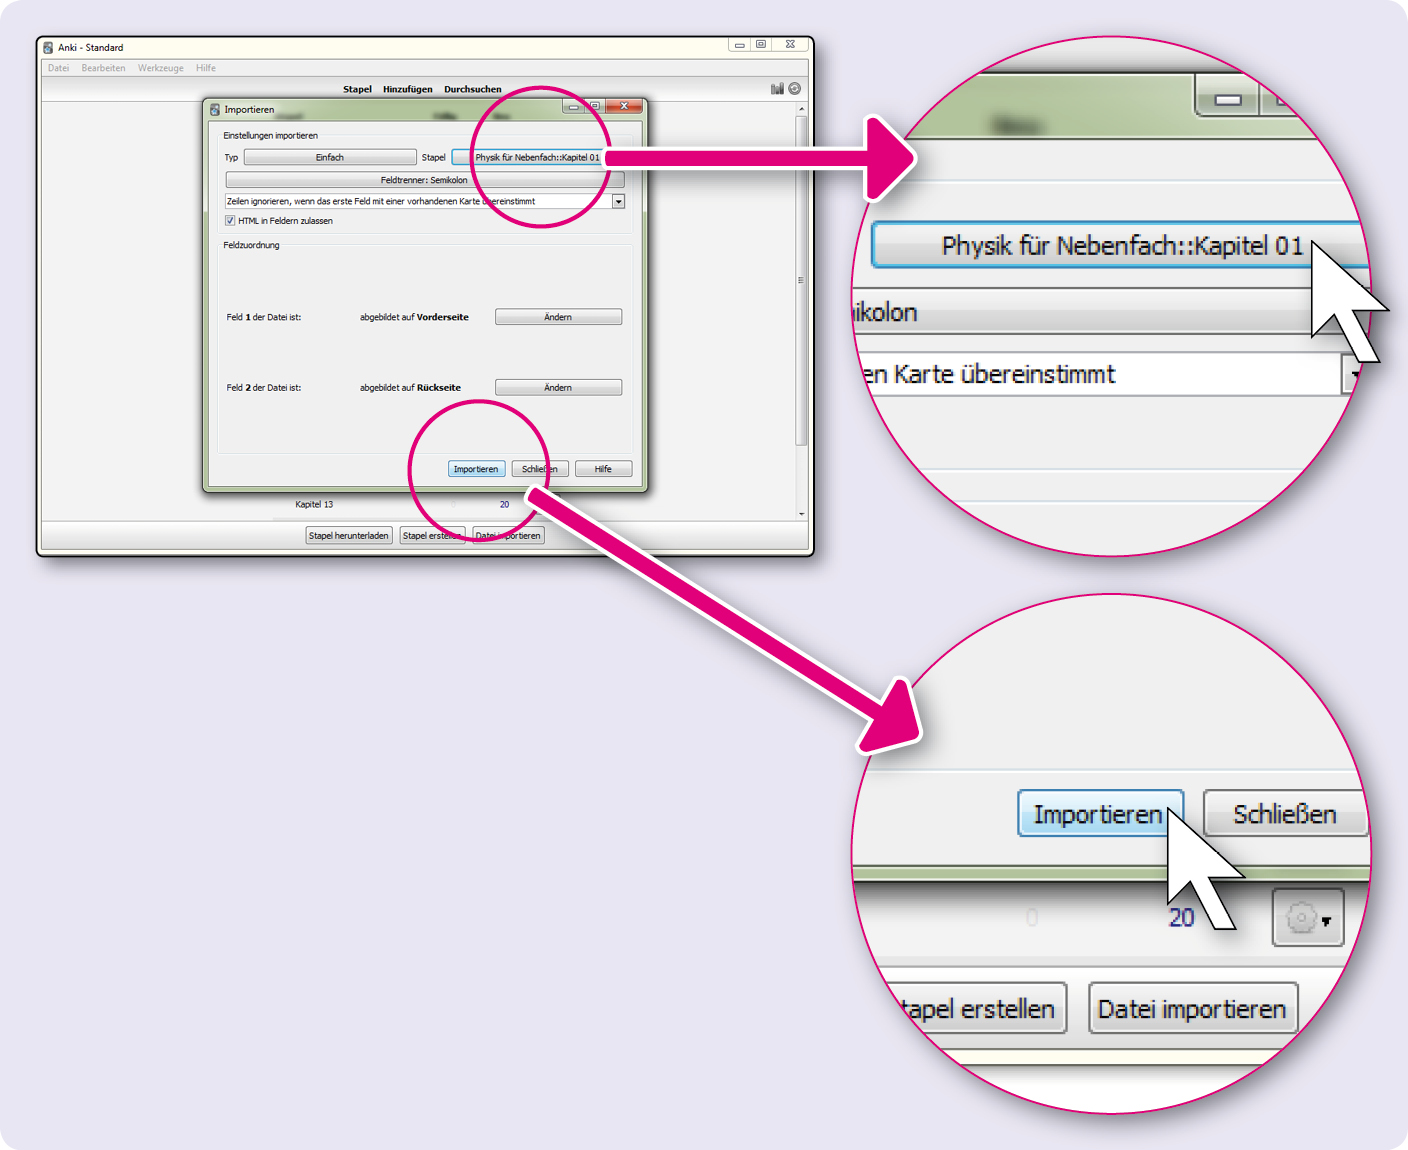 Anki - Standard
Datei Bearbeiten Werkzeuge Hilfe
Stapel Hinzufügen Durchsuchen
Importieren
Einstellungen importieren
Typ Einfach Stapel Physik für Nebenfach::Kapitel 01
Feldtrenner: Semikolon
Zeilen ignorieren, wenn das erste Feld mit einer vorhandenen Karte übereinstimmt
HTML in Feldern zulassen
Feldzuordnung
Feld 1 der Datei ist: abgebildet auf Vorderseite Ändern
Feld 2 der Datei ist: abgebildet auf Rückseite Ändern
Importieren Schließen Hilfe
Kapitel 13 0 20
Stapel herunterladen Stapel erstellen Datei importieren
Physik für Nebenfach::Kapitel 01
ikolon
en Karte übereinstimmt
Importieren Schließen
0 20
tapel erstellen Datei importieren